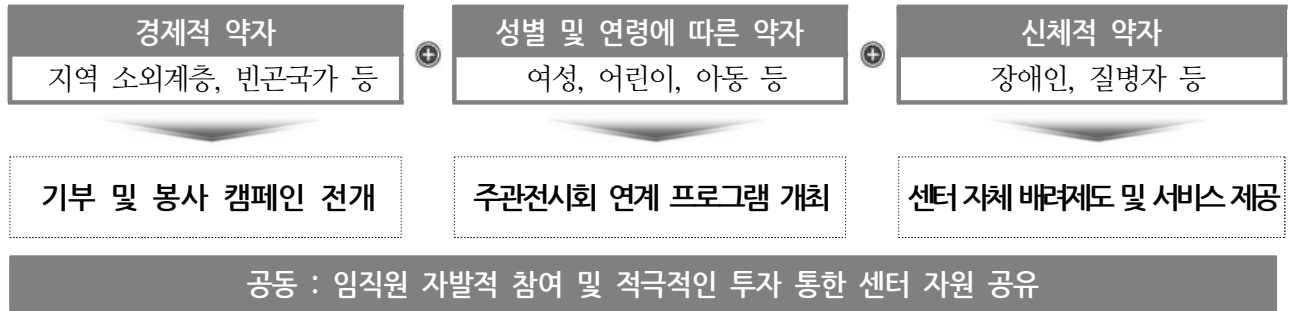 경제적 약자
지역 소외계층, 빈곤국가 등
성별 및 연령에 따른 약자
여성, 어린이, 아동 등
신체적 약자
장애인, 질병자 등
기부 및 봉사 캠페인 전개
주관전시회 연계 프로그램 개최
센터 자체 배려제도 및 서비스 제공
공동 : 임직원 자발적 참여 및 적극적인 투자 통한 센터 자원 공유